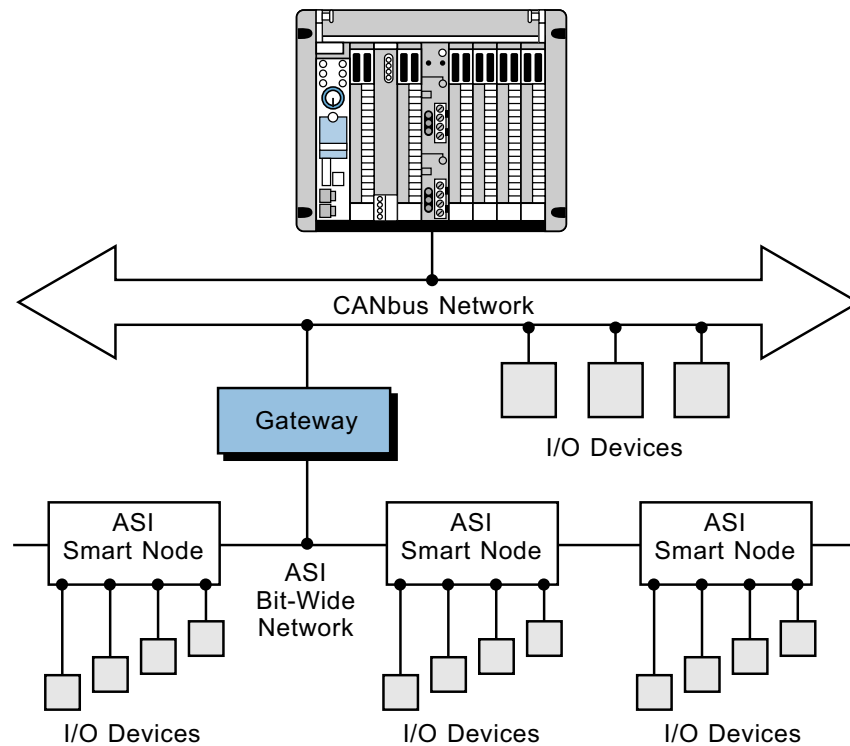 CANbus Network
Gateway
I/O Devices
ASI
Smart Node
ASI
Smart Node
ASI
Smart Node
ASI
Bit-Wide
Network
I/O Devices
I/O Devices
I/O Devices